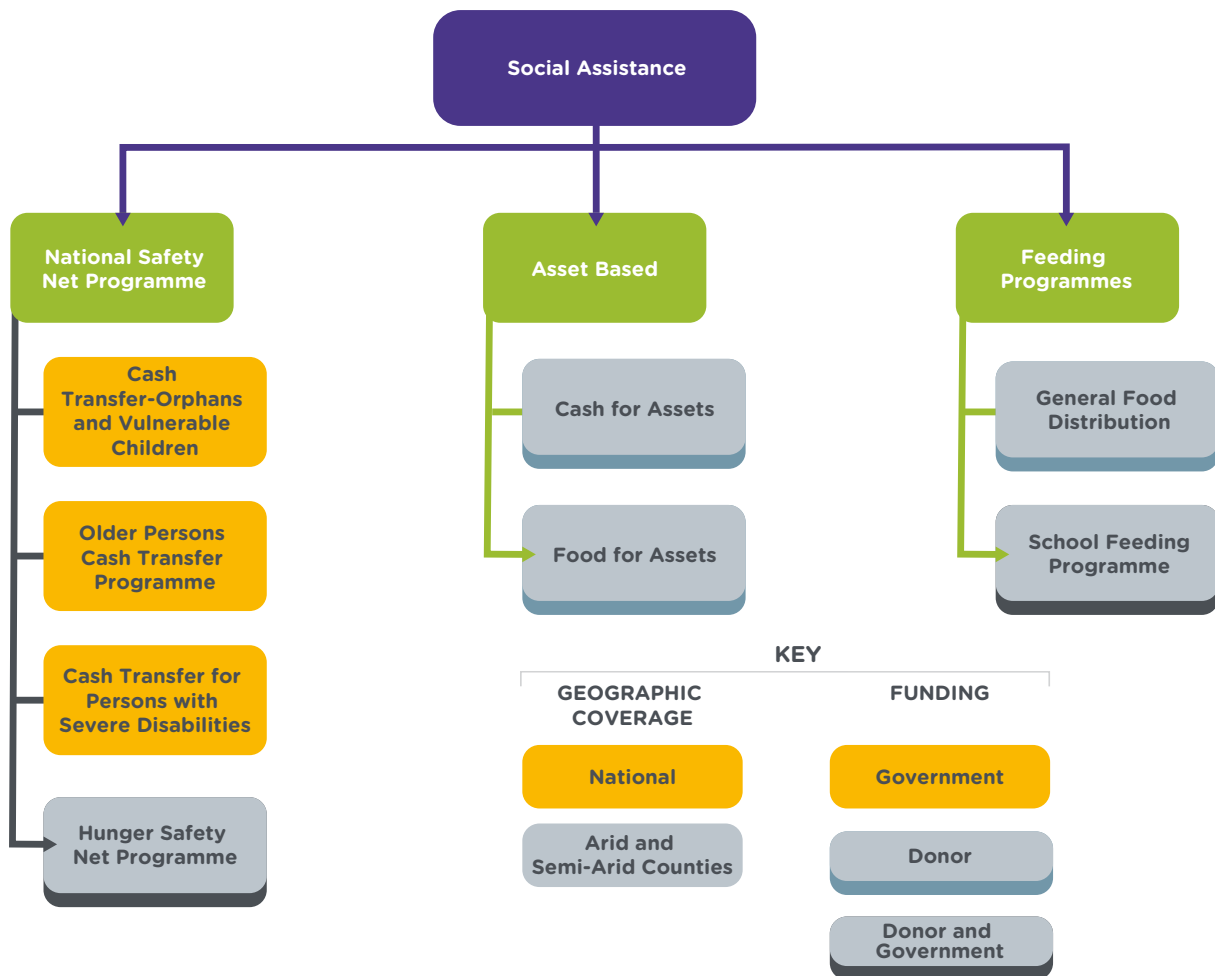 Social Assistance
National Safety
Net Programme
Cash
Transfer-Orphans
and Vulnerable
Children
Older Persons
Cash Transfer
Programme
Cash Transfer for
Persons with
Severe Disabilities
Hunger Safety
Net Programme
Asset Based
Cash for Assets
Food for Assets
Feeding
Programmes
General Food
Distribution
School Feeding
Programme
KEY
GEOGRAPHIC
COVERAGE
National
Arid and
Semi-Arid Counties
FUNDING
Government
Donor
Donor and
Government